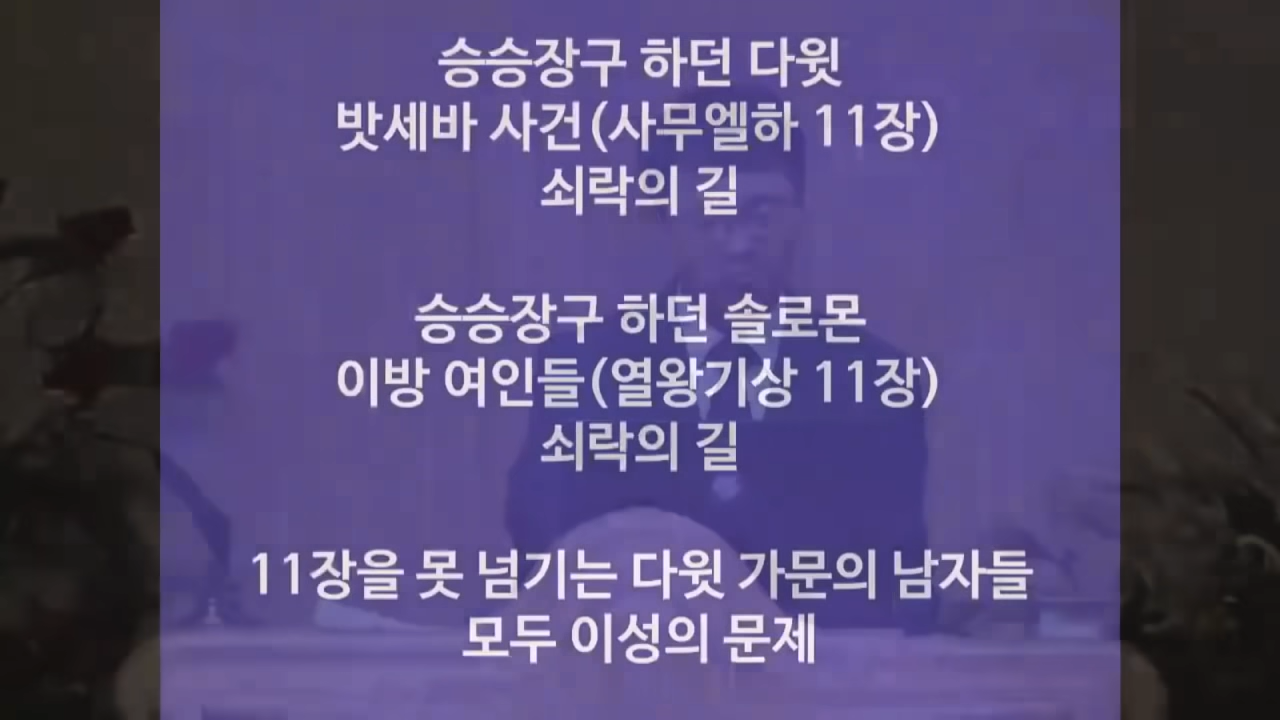 승승장구 하던 다윗
밧세바 사건(사무엘하 11장)
쇠락의 길
승승장구 하던 솔로몬
이방 여인들(열왕기상 11장)
쇠락의 길
11장을 못 넘기는 다윗 가문의 남자들
모두 이성의 문제